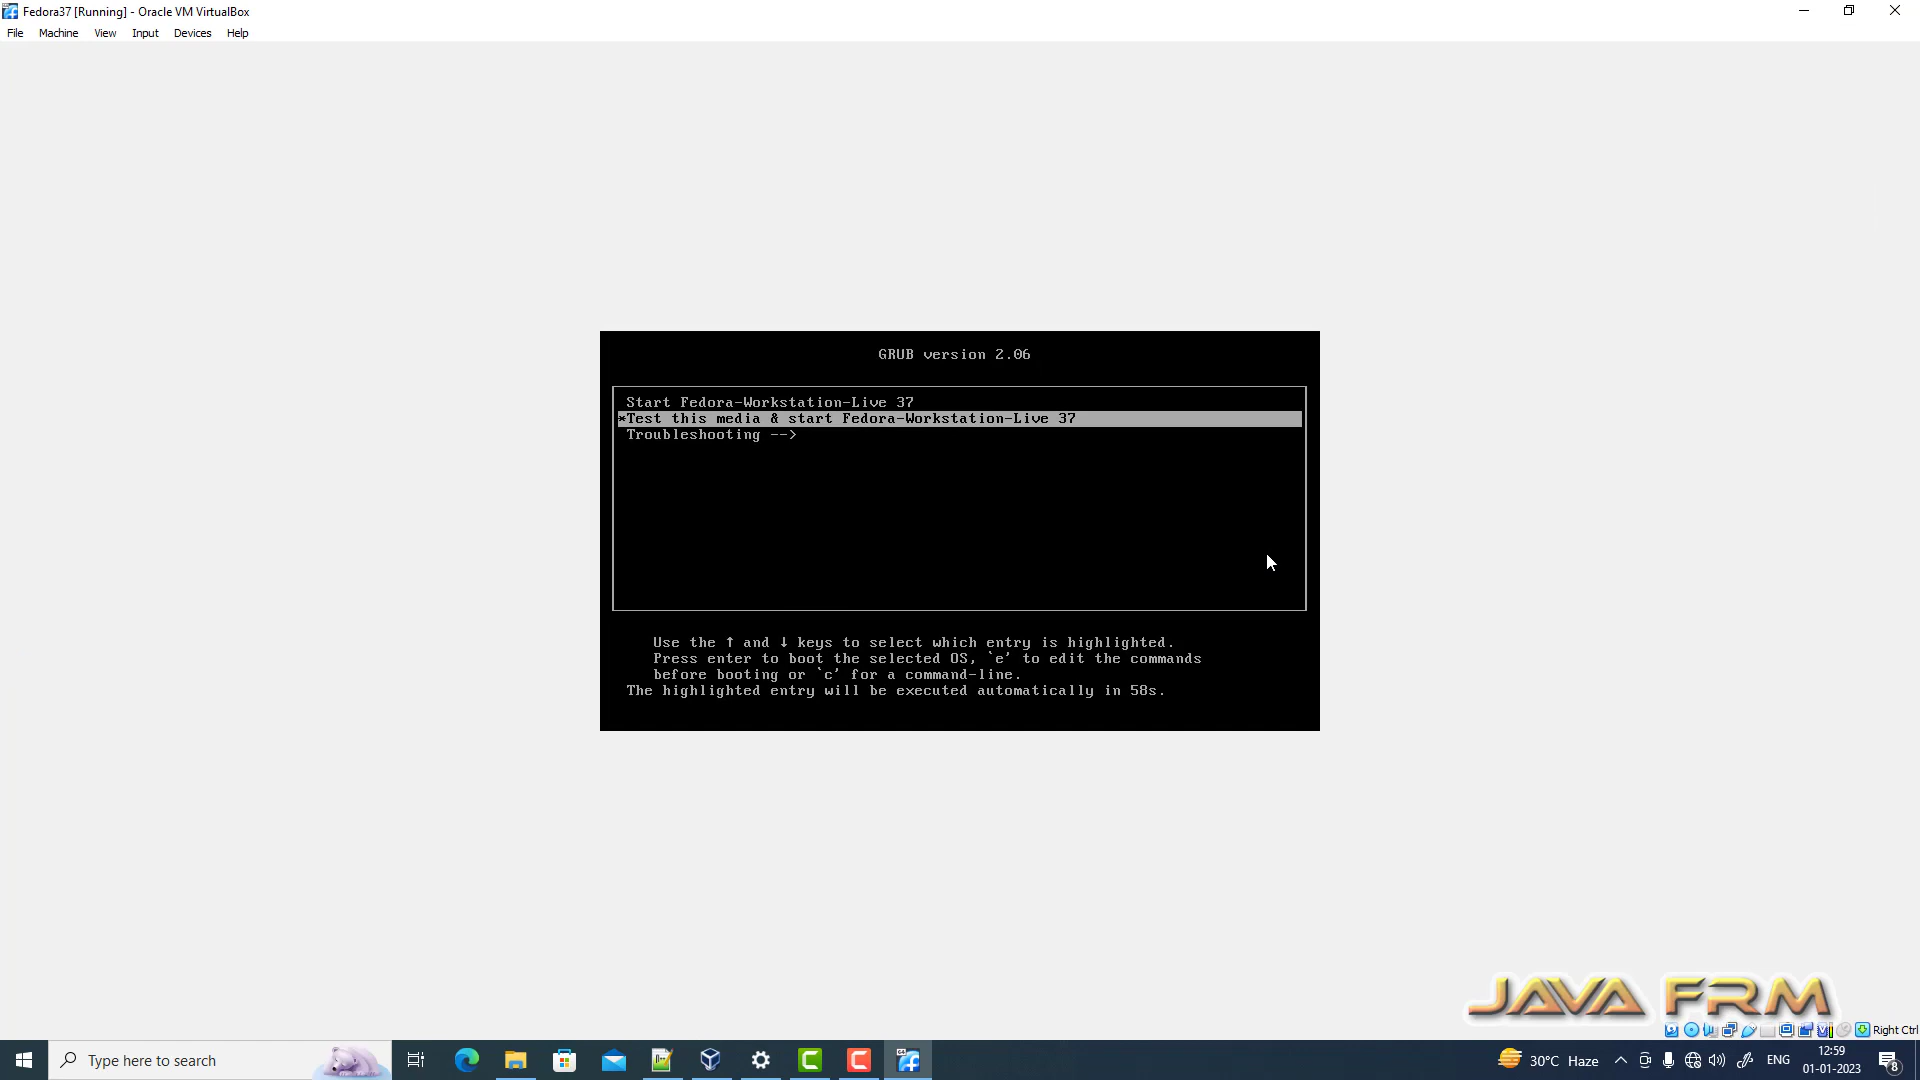 Fedora37 [Running] - Oracle VM VirtualBox
File Machine View Input Devices Help
GRUB version 2.06
Start Fedora-Workstation-Live 37
*Test this media & start Fedora-Workstation-Live 37
Troubleshooting -->
Use the ↑ and ↓ keys to select which entry is highlighted.
Press enter to boot the selected OS, `e' to edit the commands
before booting or `c' for a command-line.
The highlighted entry will be executed automatically in 58s.
JAVA FRM
Right Ctrl
Type here to search
30°C Haze
ENG
12:59
01-01-2023
8